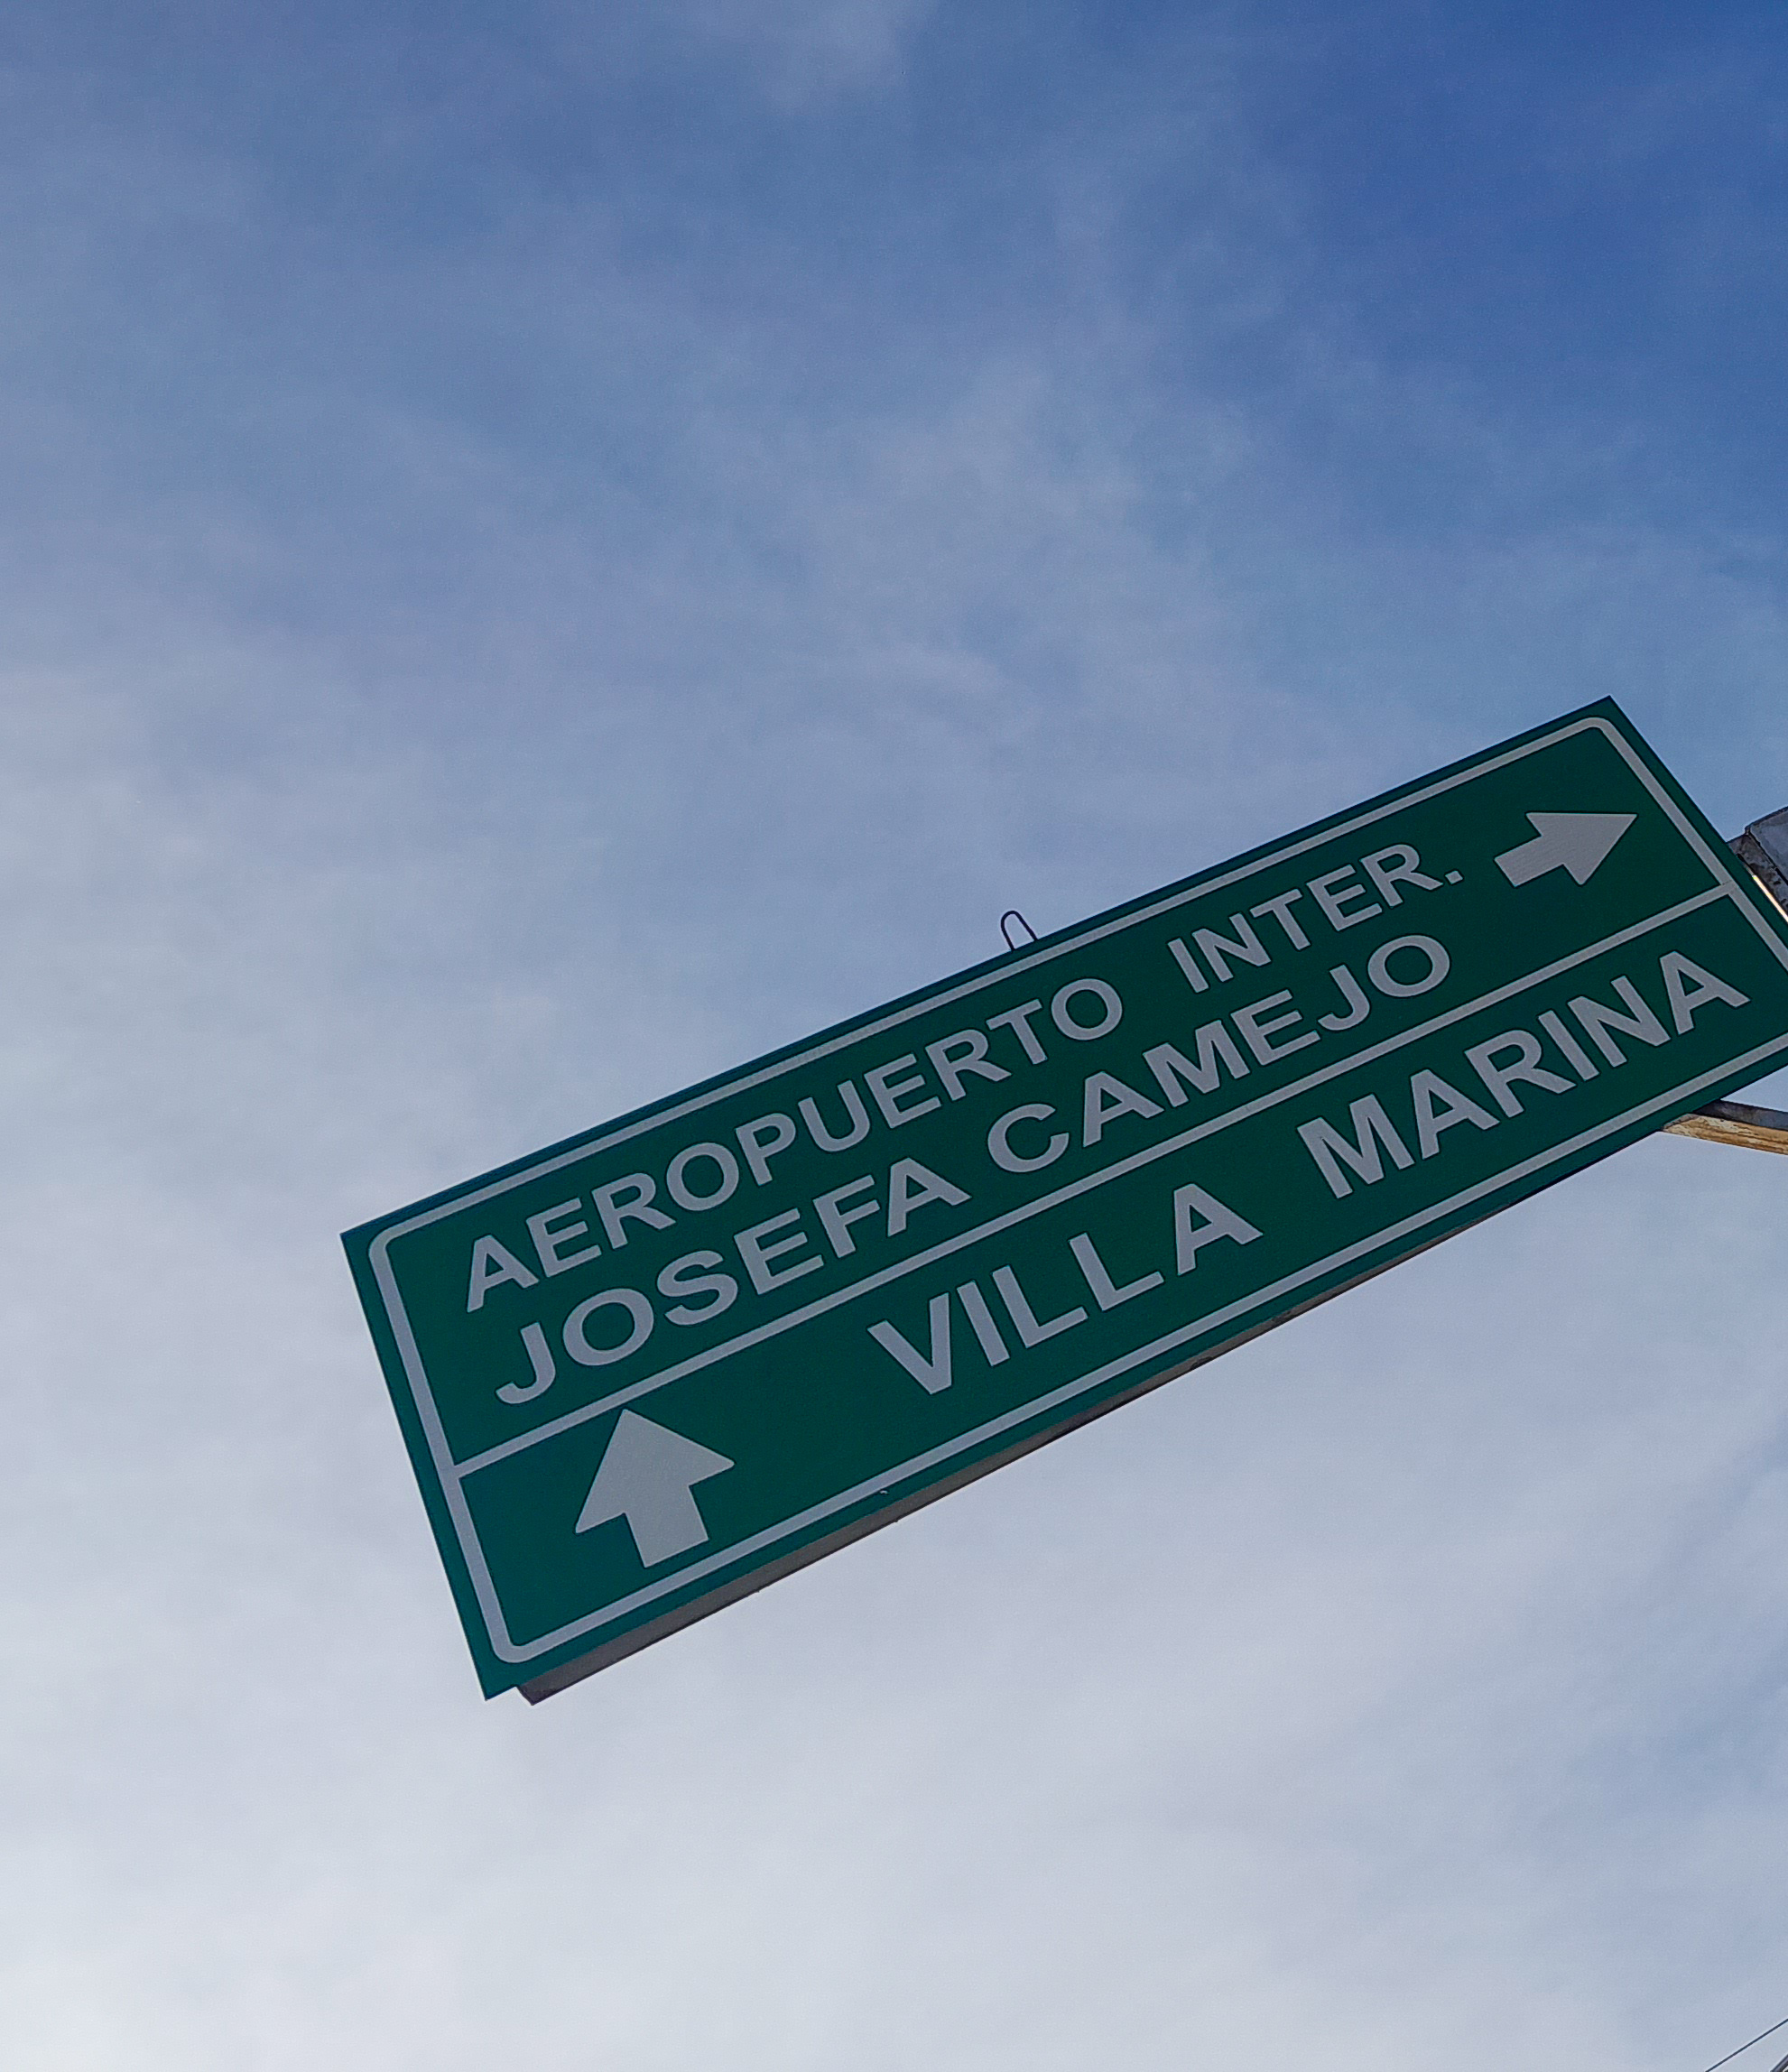 AEROPUERTO INTER.
JOSEFA CAMEJO
VILLA MARINA